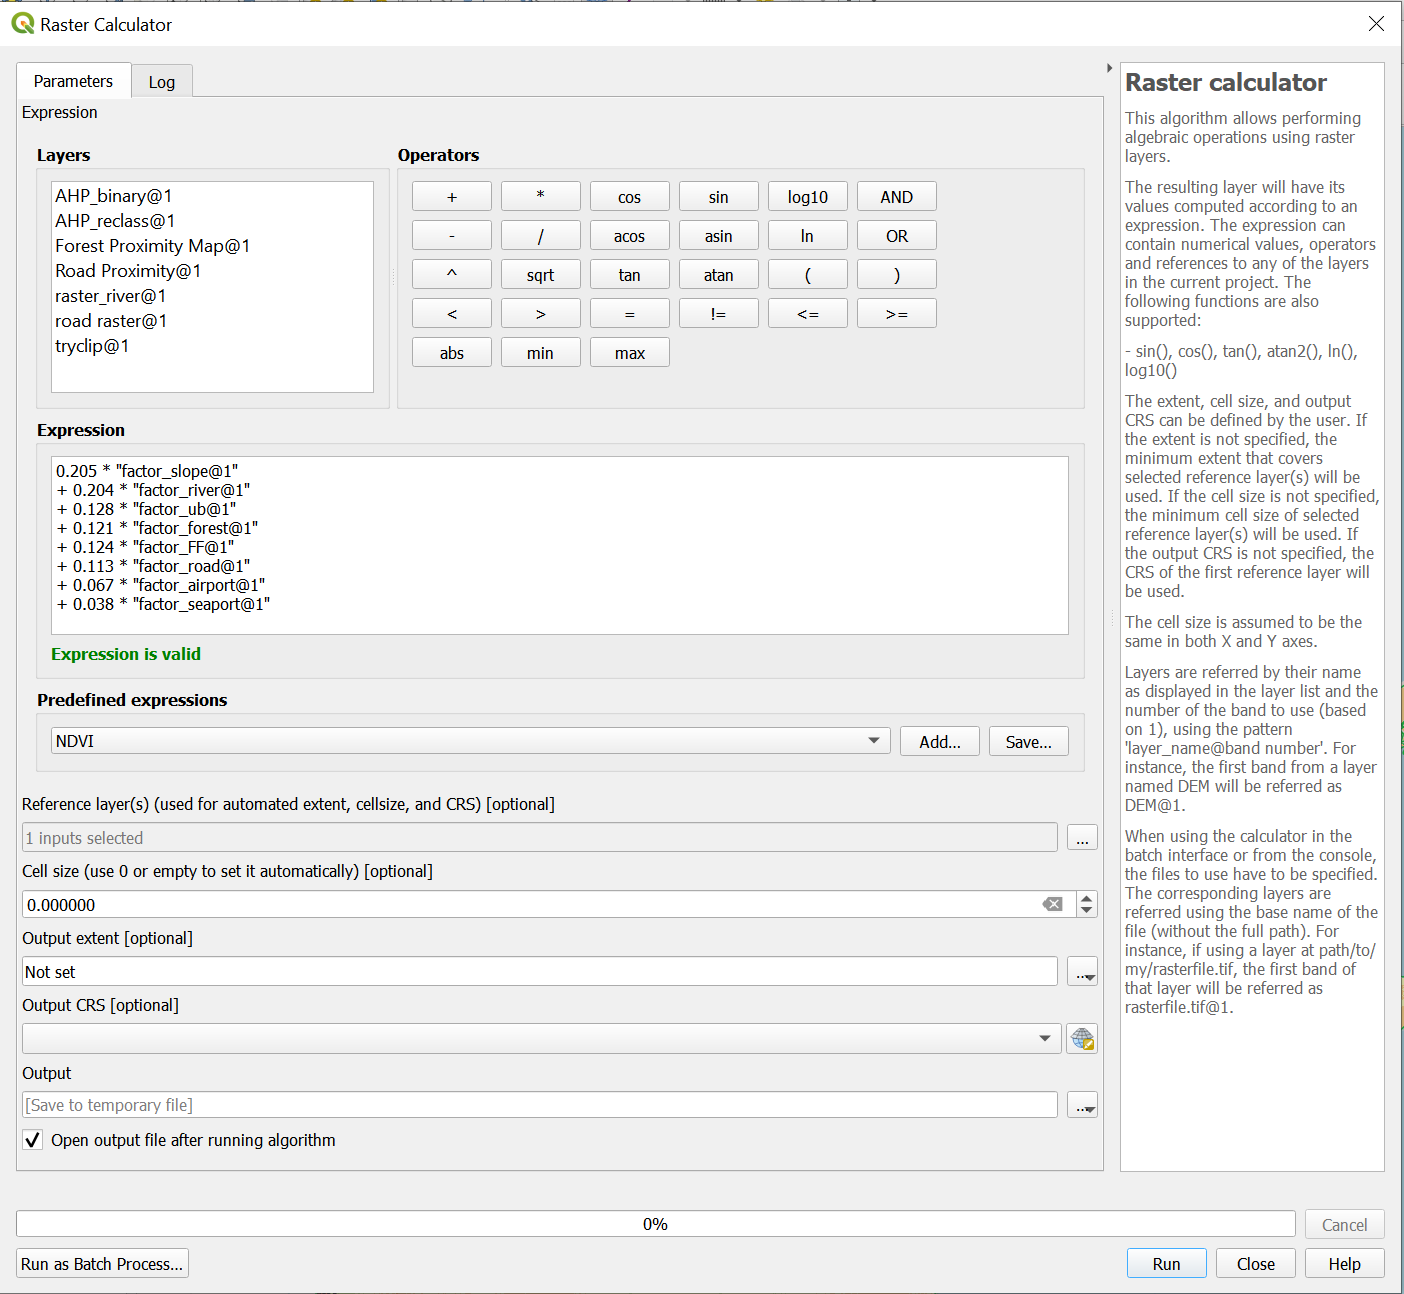 Raster Calculator
Parameters
Log
Expression
Layers
AHP_binary@1
AHP_reclass@1
Forest Proximity Map@1
Road Proximity@1
raster_river@1
road raster@1
tryclip@1
Operators
+ * cos sin log10 AND
- / acos asin ln OR
^ sqrt tan atan ( )
< > = != <= >=
abs min max
Expression
0.205 * "factor_slope@1"
+ 0.204 * "factor_river@1"
+ 0.128 * "factor_ub@1"
+ 0.121 * "factor_forest@1"
+ 0.124 * "factor_FF@1"
+ 0.113 * "factor_road@1"
+ 0.067 * "factor_airport@1"
+ 0.038 * "factor_seaport@1"
Expression is valid
Predefined expressions
NDVI
Add...
Save...
Reference layer(s) (used for automated extent, cellsize, and CRS) [optional]
1 inputs selected
...
Cell size (use 0 or empty to set it automatically) [optional]
0.000000
Output extent [optional]
Not set
...
Output CRS [optional]
Output
[Save to temporary file]
...
Open output file after running algorithm
Raster calculator
This algorithm allows performing
algebraic operations using raster
layers.
The resulting layer will have its
values computed according to an
expression. The expression can
contain numerical values, operators
and references to any of the layers
in the current project. The
following functions are also
supported:
- sin(), cos(), tan(), atan2(), ln(),
log10()
The extent, cell size, and output
CRS can be defined by the user. If
the extent is not specified, the
minimum extent that covers
selected reference layer(s) will be
used. If the cell size is not specified,
the minimum cell size of selected
reference layer(s) will be used. If
the output CRS is not specified, the
CRS of the first reference layer will
be used.
The cell size is assumed to be the
same in both X and Y axes.
Layers are referred by their name
as displayed in the layer list and the
number of the band to use (based
on 1), using the pattern
'layer_name@band number'. For
instance, the first band from a layer
named DEM will be referred as
DEM@1.
When using the calculator in the
batch interface or from the console,
the files to use have to be specified.
The corresponding layers are
referred using the base name of the
file (without the full path). For
instance, if using a layer at path/to/
my/rasterfile.tif, the first band of
that layer will be referred as
rasterfile.tif@1.
0%
Cancel
Run as Batch Process...
Run
Close
Help